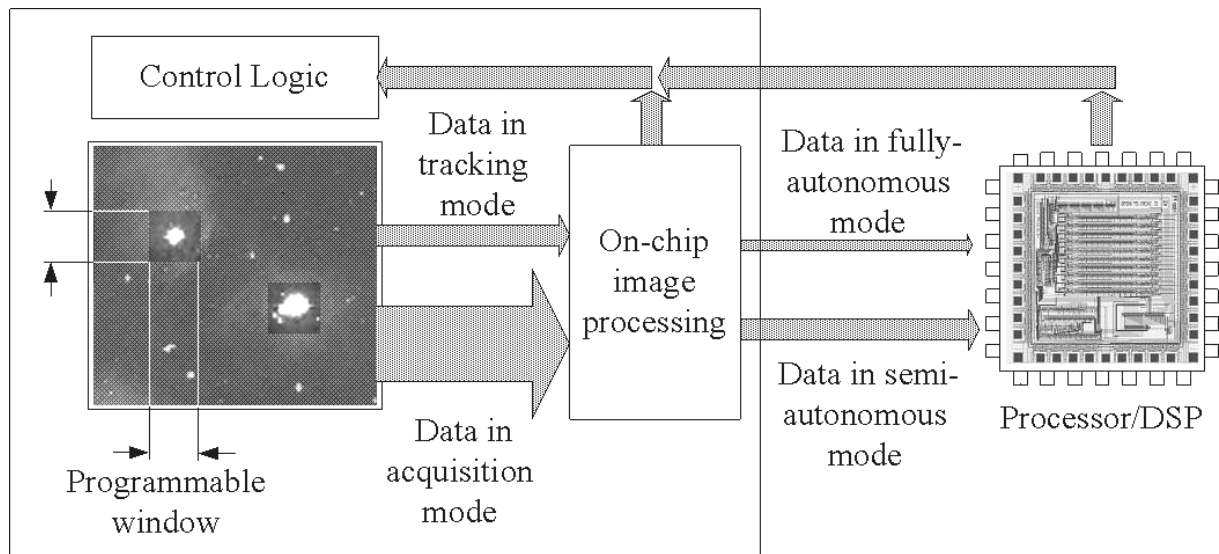 Control Logic
Data in
tracking
mode
Data in fully-
autonomous
mode
On-chip
image
processing
Data in semi-
autonomous
mode
Processor/DSP
Data in
acquisition
mode
Programmable
window